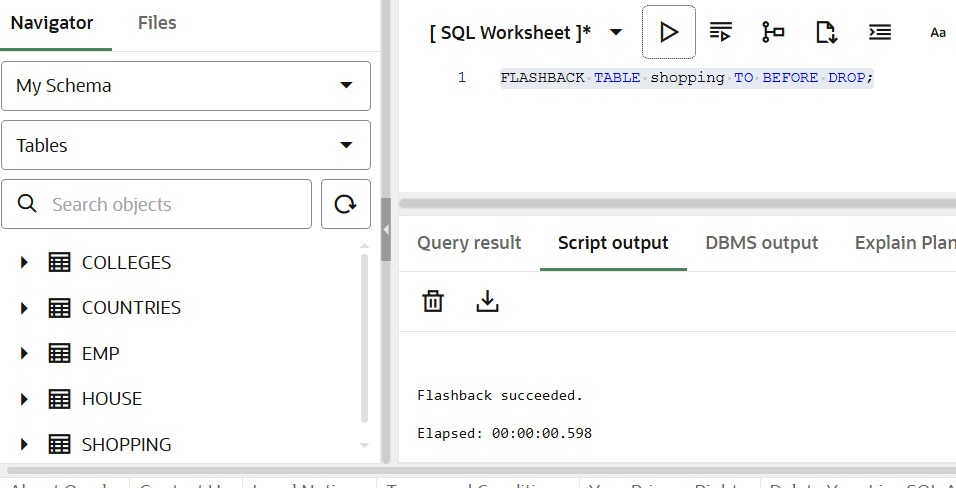 Navigator Files
My Schema
Tables
Search objects
COLLEGES
COUNTRIES
EMP
HOUSE
SHOPPING
[ SQL Worksheet ]*
Aa
1 FLASHBACK TABLE shopping TO BEFORE DROP;
Query result Script output DBMS output Explain Plan
Flashback succeeded.
Elapsed: 00:00:00.598